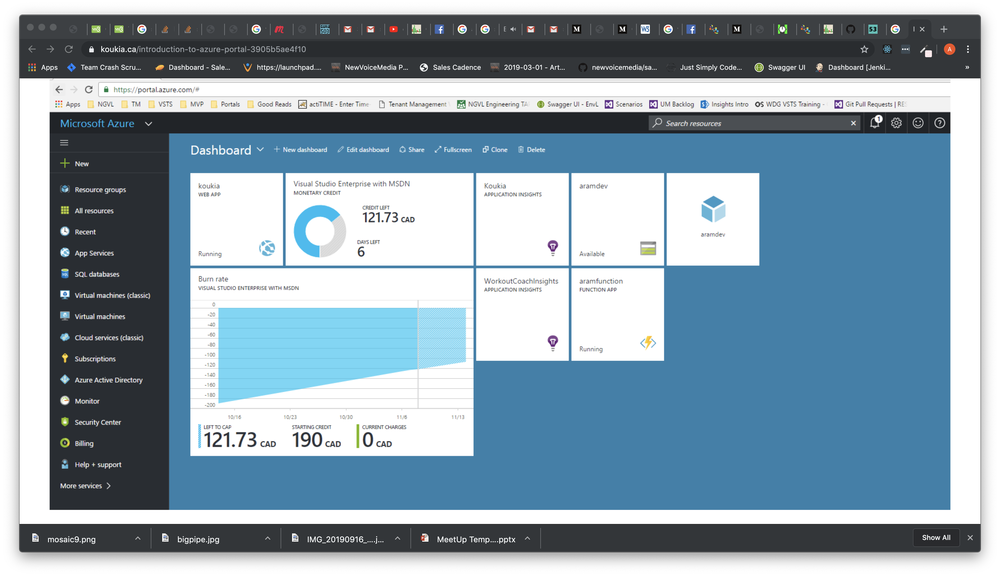 koukia.ca/introduction-to-azure-portal-3905b5ae4f10
Apps
Team Crash Scru...
Dashboard - Sale...
https://launchpad....
NewVoiceMedia P...
Sales Cadence
2019-03-01 - Art...
newvoicemedia/sa...
Just Simply Code...
Swagger UI
Dashboard [Jenki...
»
https://portal.azure.com/#
Apps
NGVL
TM
VSTS
MVP
Portals
Good Reads
actiTIME - Enter Time-
Tenant Management
NGVL Engineering
Swagger UI - EnvL
Scenarios
UM Backlog
Insights Intro
WDG VSTS Training -
Git Pull Requests | RES
Microsoft Azure
Search resources
1
Dashboard
New dashboard
Edit dashboard
Share
Fullscreen
Clone
Delete
New
Resource groups
All resources
Recent
App Services
SQL databases
Virtual machines (classic)
Virtual machines
Cloud services (classic)
Subscriptions
Azure Active Directory
Monitor
Security Center
Billing
Help + support
More services
koukia
WEB APP
Running
Visual Studio Enterprise with MSDN
MONETARY CREDIT
CREDIT LEFT
121.73 CAD
DAYS LEFT
6
Koukia
APPLICATION INSIGHTS
aramdev
Available
aramdev
Burn rate
VISUAL STUDIO ENTERPRISE WITH MSDN
0
-20
-40
-60
-80
-100
-120
-140
-160
-180
-200
10/16 10/23 10/30 11/6 11/13
LEFT TO CAP
121.73 CAD
STARTING CREDIT
190 CAD
CURRENT CHARGES
0 CAD
WorkoutCoachInsights
APPLICATION INSIGHTS
aramfunction
FUNCTION APP
Running
mosaic9.png
bigpipe.jpg
IMG_20190916_....j...
MeetUp Temp....pptx
Show All